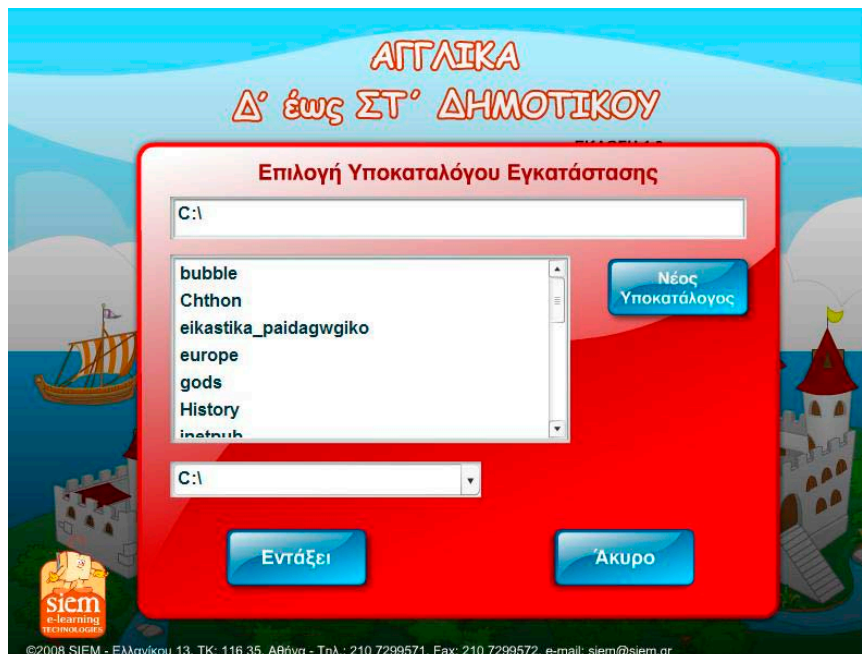 ΑΓΓΛΙΚΑ
Δ΄ έως ΣΤ΄ ΔΗΜΟΤΙΚΟΥ
Επιλογή Υποκαταλόγου Εγκατάστασης
C:\
bubble
Chthon
eikastika_paidagwgiko
europe
gods
History
inetpub
Νέος
Υποκατάλογος
C:\
Εντάξει
Άκυρο
siem
e-learning
TECHNOLOGIES
©2008 SIEM - Ελλανίκου 13, ΤΚ: 116 35, Αθήνα - Τηλ.: 210 7299571, Fax: 210 7299572, e-mail: siem@siem.gr